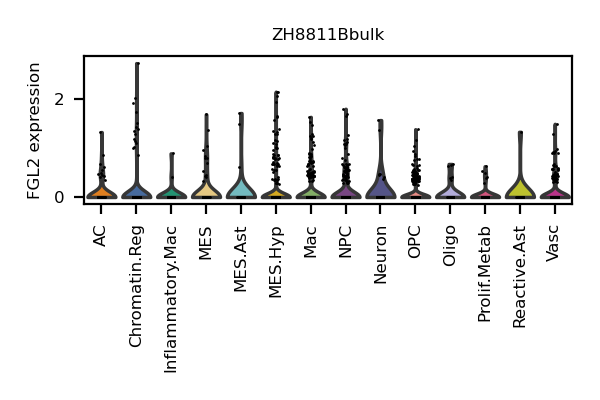 ZH8811Bbulk
FGL2 expression
2
0
AC
Chromatin.Reg
Inflammatory.Mac
MES
MES.Ast
MES.Hyp
Mac
NPC
Neuron
OPC
Oligo
Prolif.Metab
Reactive.Ast
Vasc